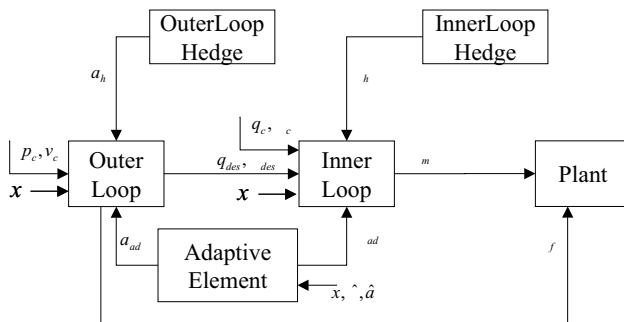 OuterLoop
Hedge
InnerLoop
Hedge
a_h
h
p_c, v_c
q_c, c
Outer
Loop
q_des, des
Inner
Loop
m
Plant
x
x
a_ad
Adaptive
Element
ad
f
x, ˆ, â